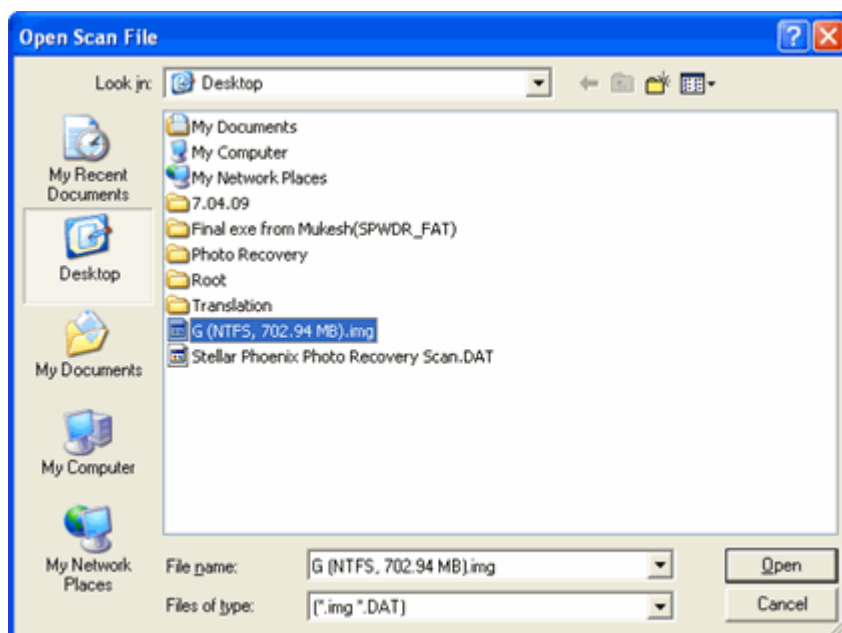 Open Scan File
Look in:
Desktop
My Recent
Documents
Desktop
My Documents
My Computer
My Network
Places
My Documents
My Computer
My Network Places
7.04.09
Final exe from Mukesh(SPWDR_FAT)
Photo Recovery
Root
Translation
G (NTFS, 702.94 MB).img
Stellar Phoenix Photo Recovery Scan.DAT
File name:
G (NTFS, 702.94 MB).img
Open
Files of type:
(*.img *.DAT)
Cancel